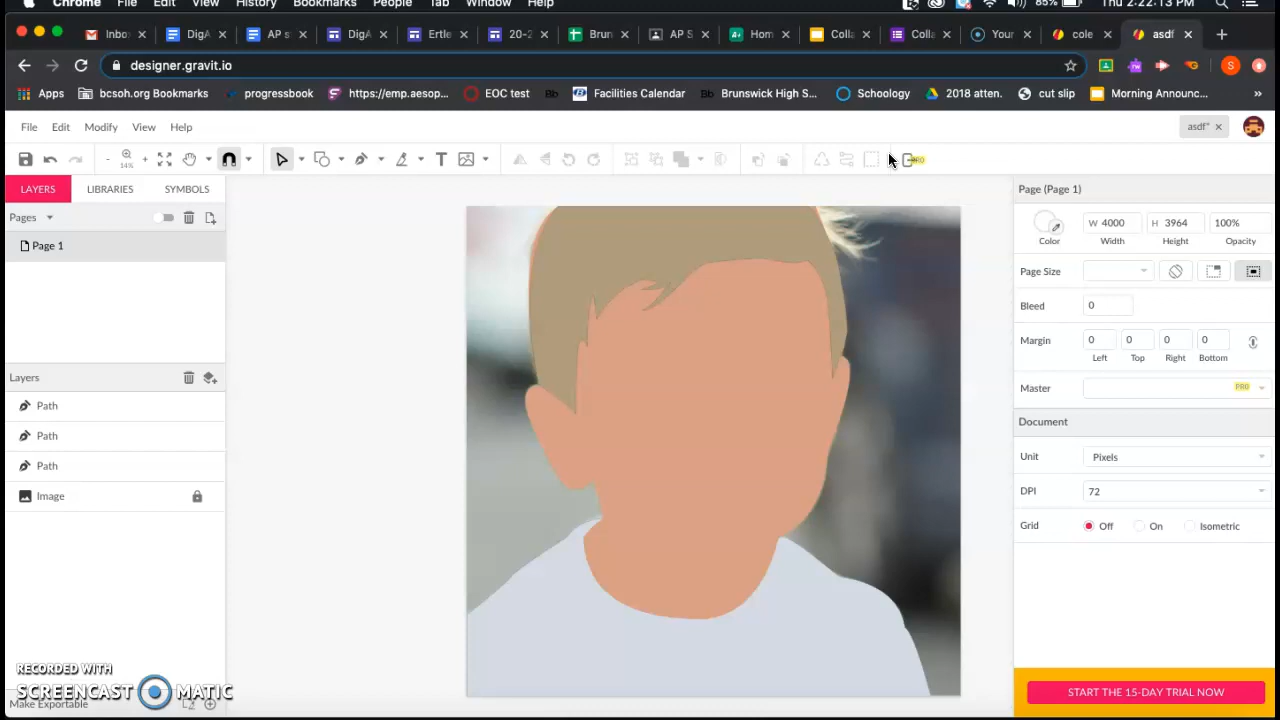 Chrome File Edit View History Bookmarks People Tab Window Help 85% Thu 2:22:13 PM
Inbo DigA AP s DigA Ertle 20-2 Brun AP S Hom Colla Colla Your cole asdf
designer.gravit.io
Apps bcsoh.org Bookmarks progressbook https://emp.aesop... EOC test Bb Facilities Calendar Bb Brunswick High S... Schoology 2018 atten. cut slip Morning Announc... »
File Edit Modify View Help asdf*
14% PRO
LAYERS LIBRARIES SYMBOLS Page (Page 1)
Pages
W 4000 H 3964 100%
Page 1 Color Width Height Opacity
Page Size
Bleed 0
Margin 0 0 0 0
Left Top Right Bottom
Layers
Master PRO
Path
Document
Path
Unit Pixels
Path
DPI 72
Image
Grid Off On Isometric
RECORDED WITH
SCREENCAST MATIC
Make Exportable
START THE 15-DAY TRIAL NOW